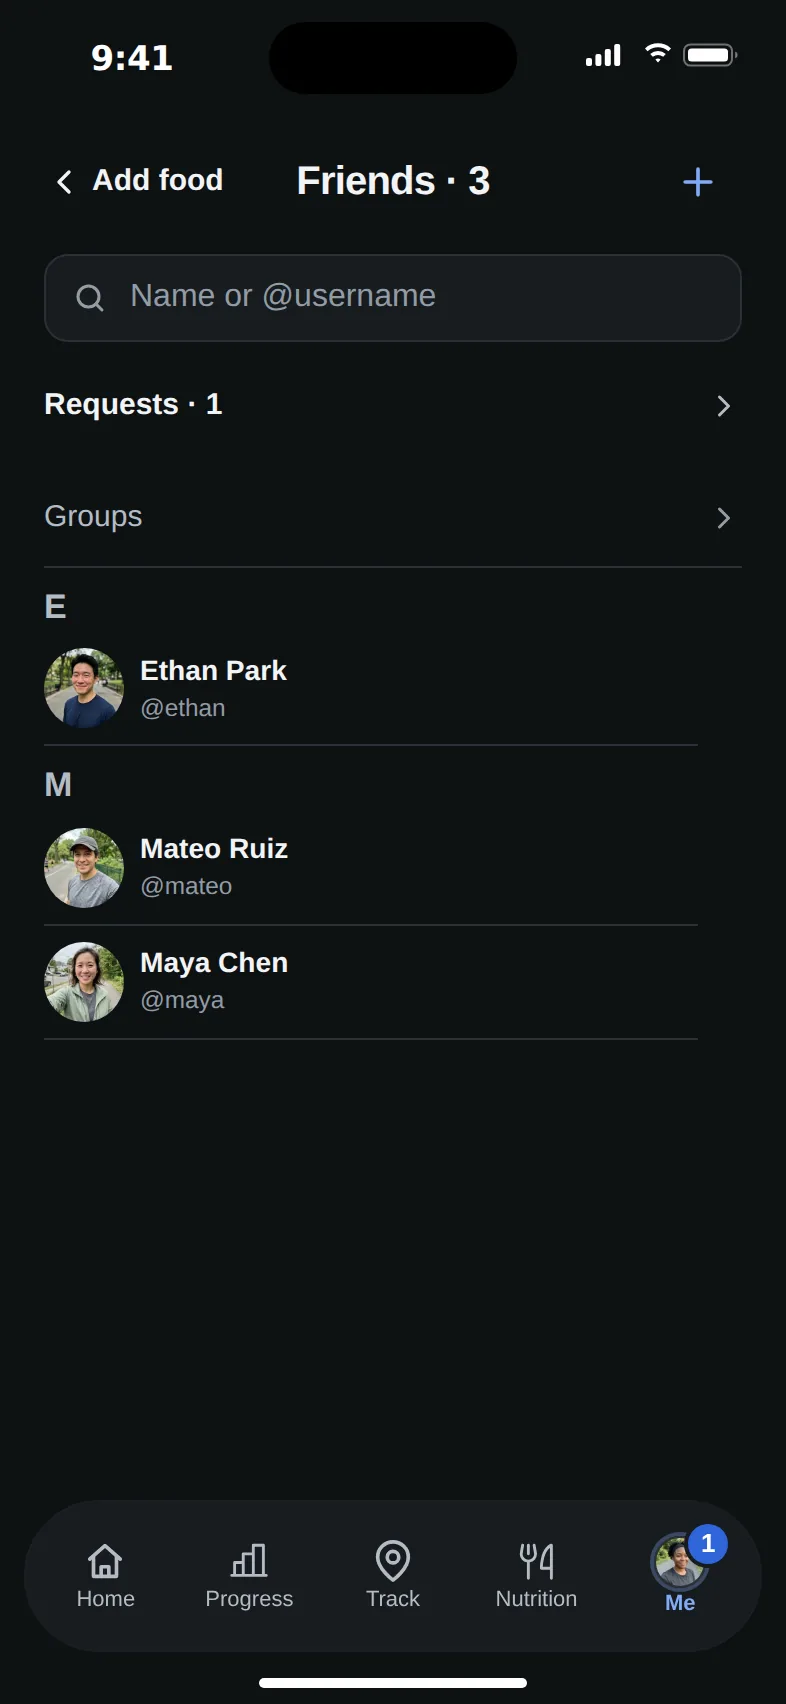 9:41
Add food
Friends · 3
Name or @username
Requests · 1
Groups
E
Ethan Park
@ethan
M
Mateo Ruiz
@mateo
Maya Chen
@maya
1
Home
Progress
Track
Nutrition
Me